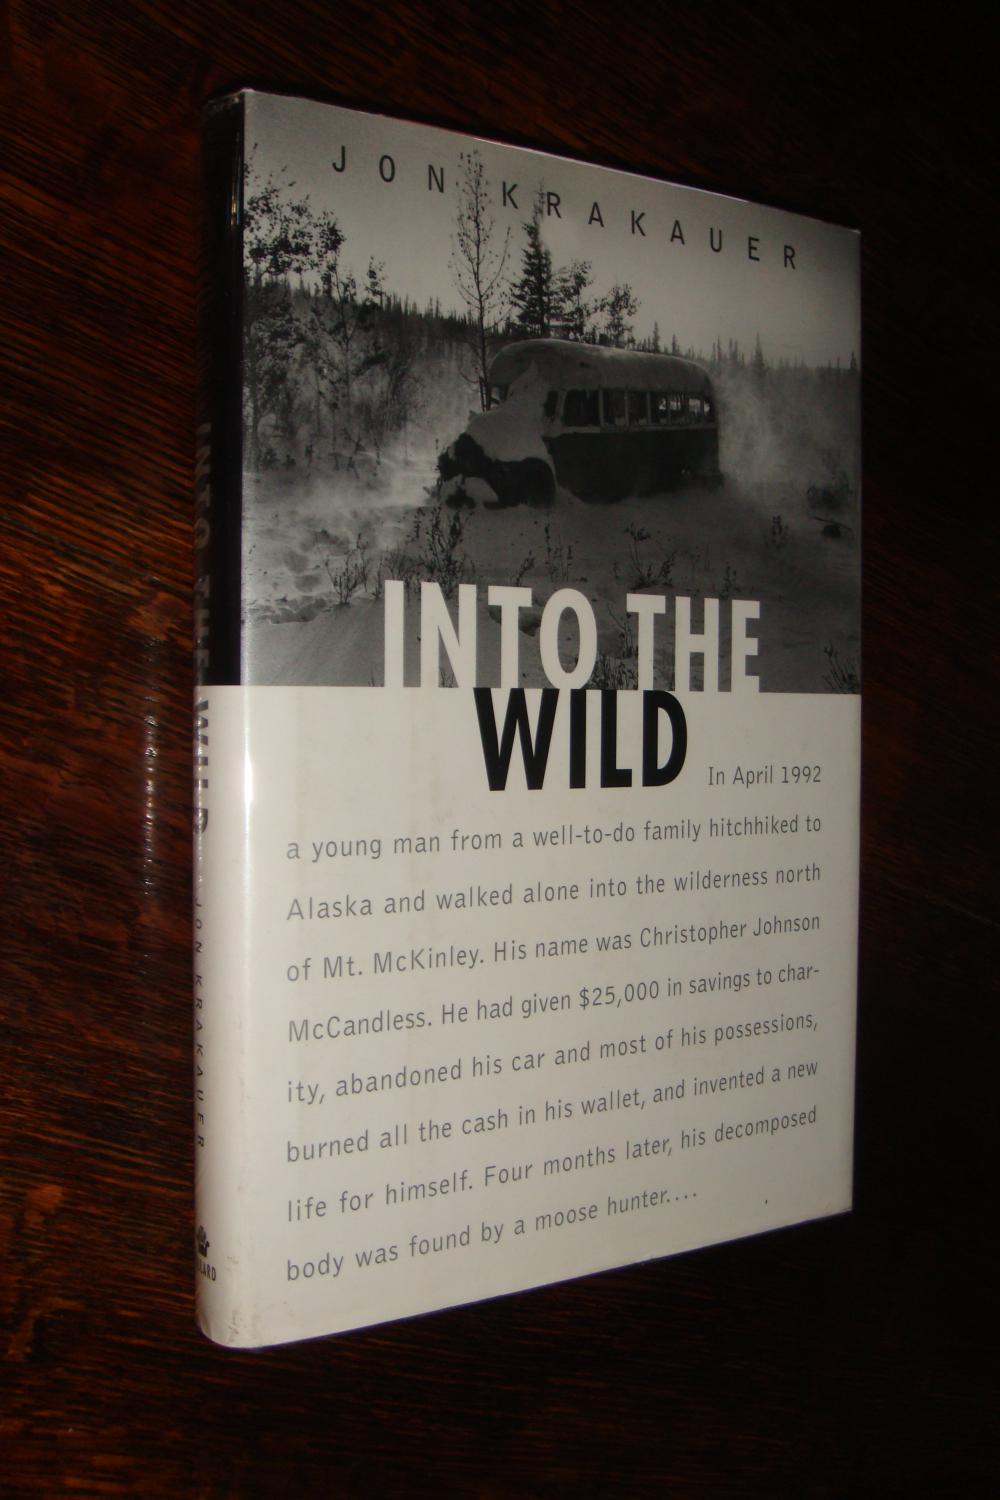 JON KRAKAUER
INTO THE
WILD
In April 1992
a young man from a well-to-do family hitchhiked to
Alaska and walked alone into the wilderness north
of Mt. McKinley. His name was Christopher Johnson
McCandless. He had given $25,000 in savings to char-
ity, abandoned his car and most of his possessions,
burned all the cash in his wallet, and invented a new
life for himself. Four months later, his decomposed
body was found by a moose hunter....
INTO THE WILD JON KRAKAUER